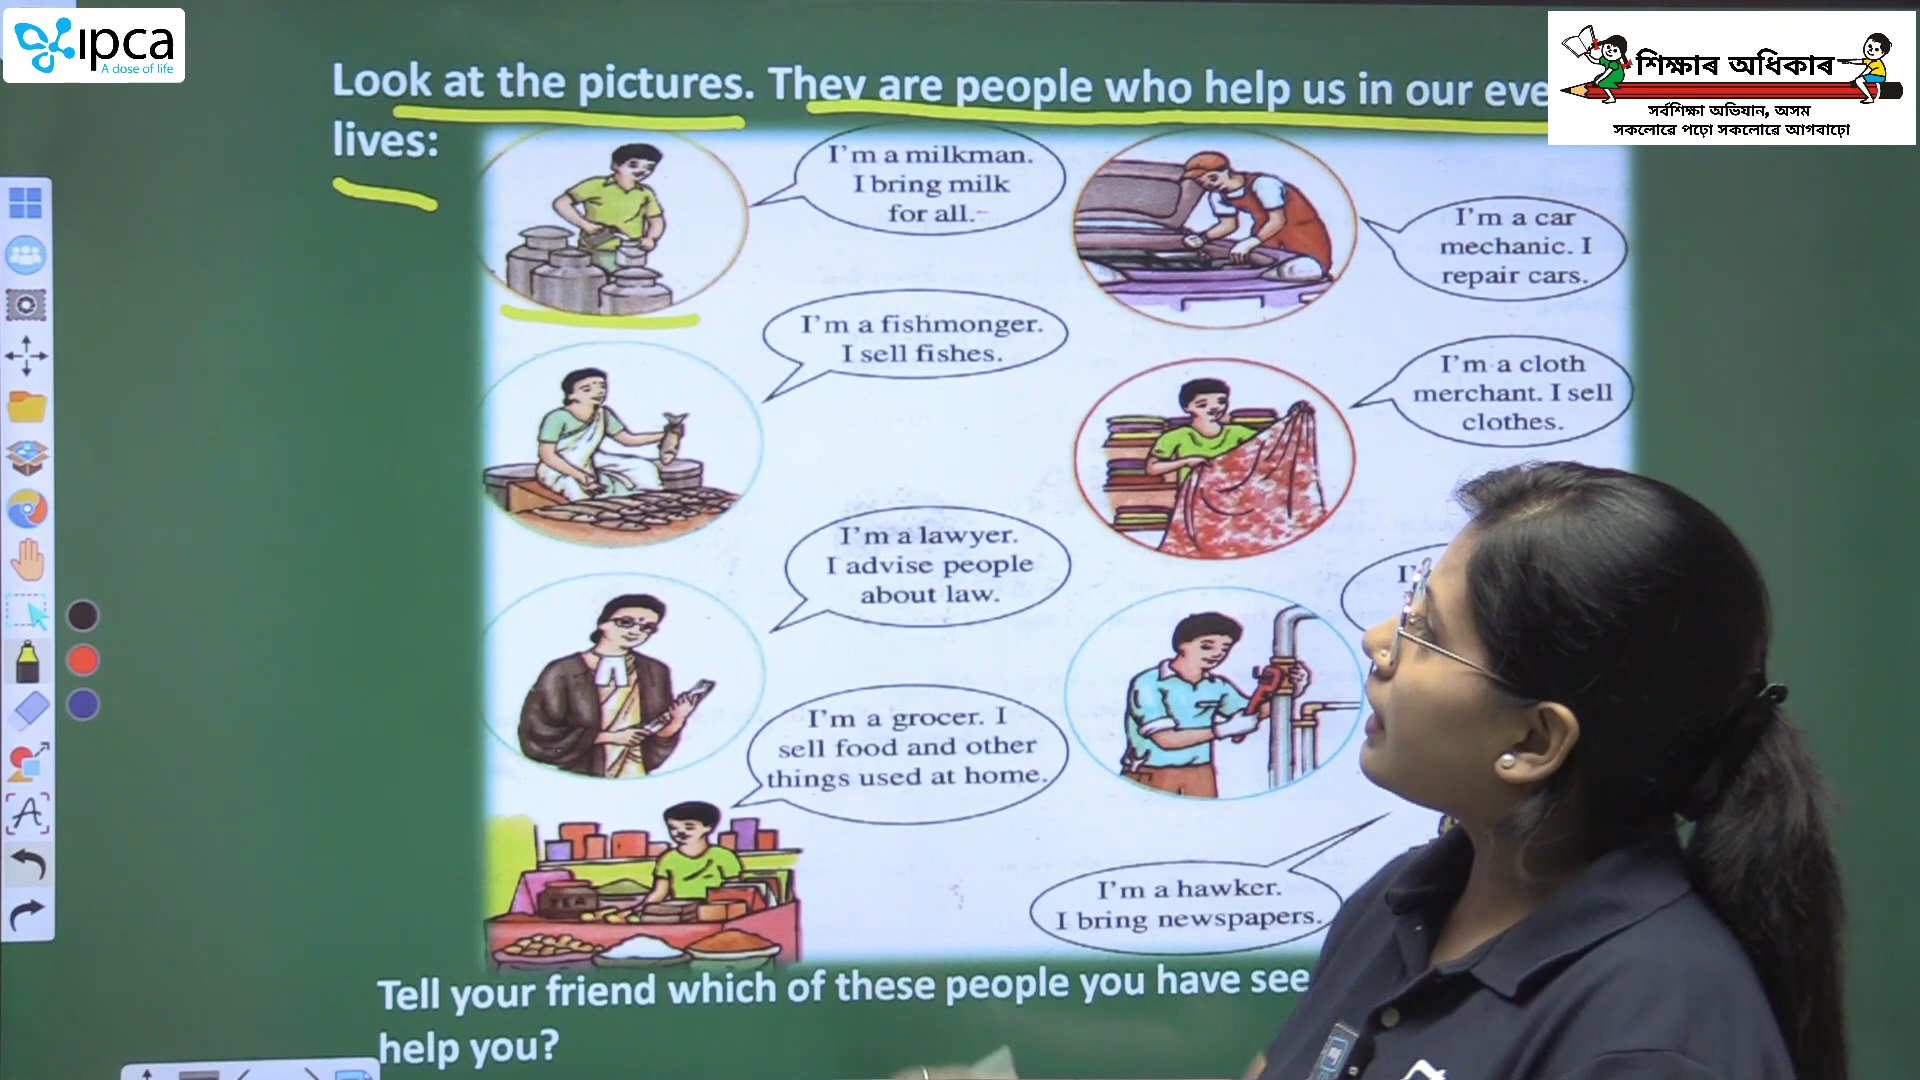 ipca
A dose of life
শিক্ষাৰ অধিকাৰ
সৰ্বশিক্ষা অভিযান, অসম
সকলোৱে পঢ়ো সকলোৱে আগবাঢ়ো
Look at the pictures. They are people who help us in our eve
lives:
I'm a milkman.
I bring milk
for all.
I'm a car
mechanic. I
repair cars.
I'm a fishmonger.
I sell fishes.
I'm a cloth
merchant. I sell
clothes.
I'm a lawyer.
I advise people
about law.
I'm a grocer. I
sell food and other
things used at home.
TEA
I'm a hawker.
I bring newspapers.
Tell your friend which of these people you have see
help you?